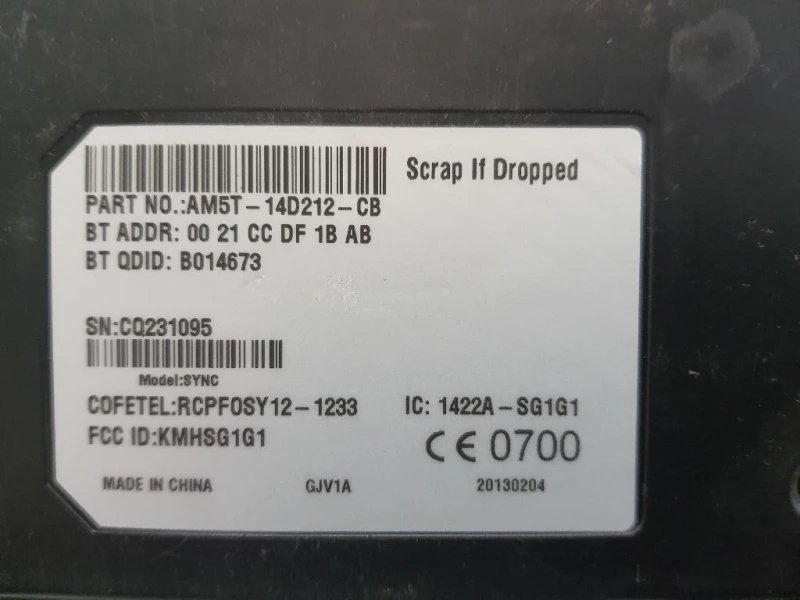 Scrap If Dropped
PART NO.:AM5T-14D212-CB
BT ADDR: 00 21 CC DF 1B AB
BT QDID: B014673
SN:CQ231095
Model:SYNC
COFETEL:RCPFOSY12-1233 IC: 1422A-SG1G1
FCC ID:KMHSG1G1 CE 0700
MADE IN CHINA GJV1A 20130204